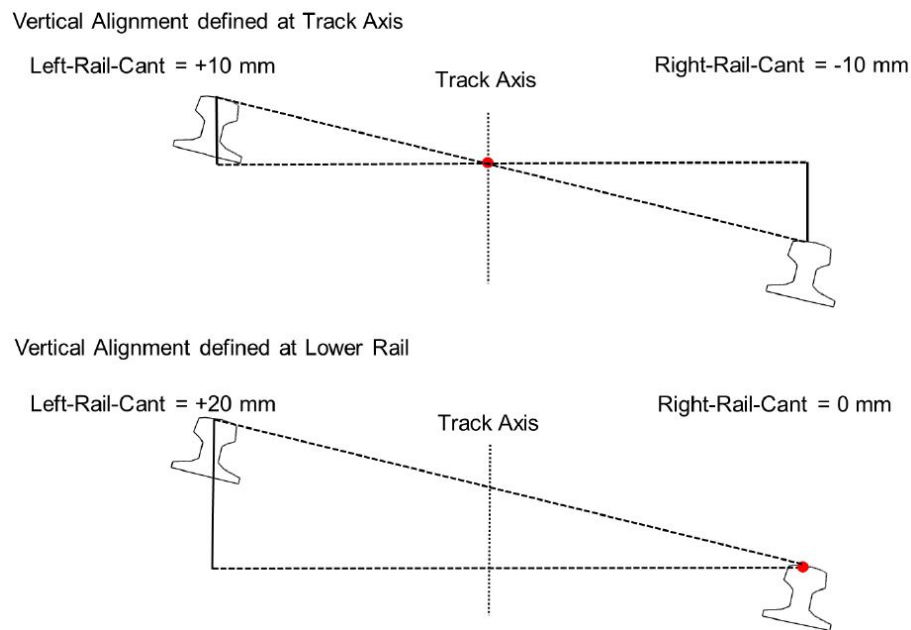 Vertical Alignment defined at Track Axis
Left-Rail-Cant = +10 mm
Track Axis
Right-Rail-Cant = -10 mm
Vertical Alignment defined at Lower Rail
Left-Rail-Cant = +20 mm
Track Axis
Right-Rail-Cant = 0 mm